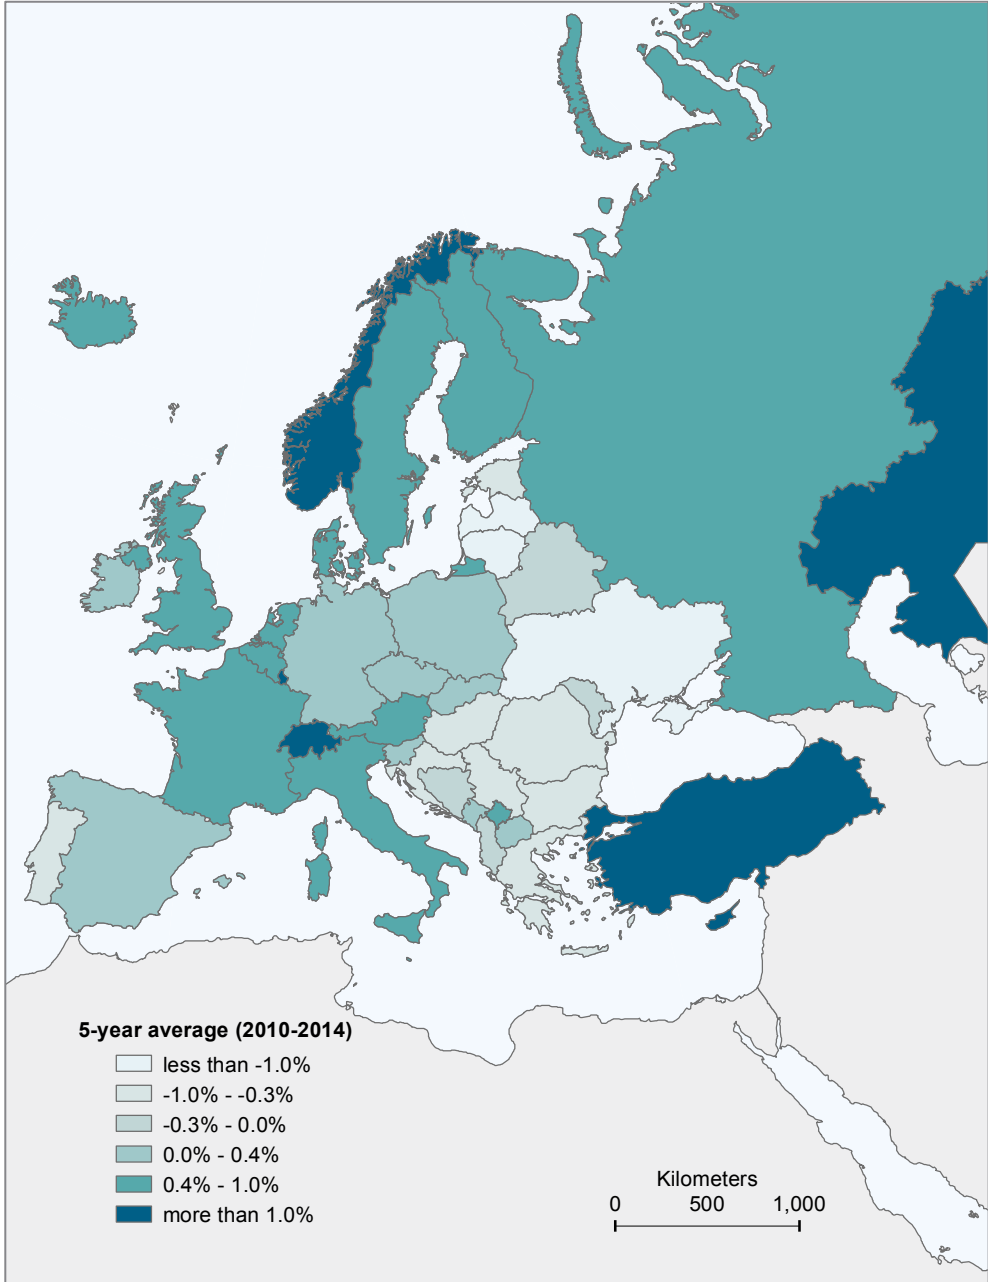 5-year average (2010-2014)
less than -1.0%
-1.0% - -0.3%
-0.3% - 0.0%
0.0% - 0.4%
0.4% - 1.0%
more than 1.0%
Kilometers
0 500 1,000